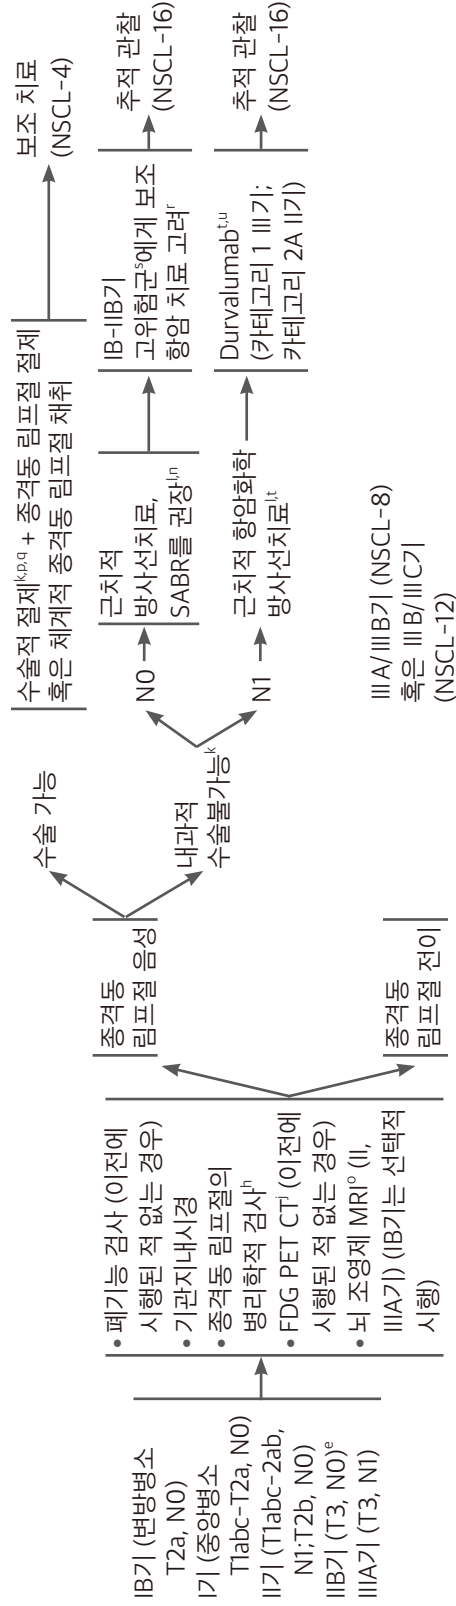 IB기 (변방병소
T2a, N0)
I기 (중앙병소
T1abc-T2a, N0)
II기 (T1abc-2ab,
N1;T2b, N0)
IIB기 (T3, N0)e
IIIA기 (T3, N1)
• 폐기능 검사 (이전에
시행된 적 없는 경우)
• 기관지내시경
• 종격동 림프절의
병리학적 검사h
• FDG PET CTj (이전에
시행된 적 없는 경우)
• 뇌 조영제 MRIo (II,
IIIA기) (IB기는 선택적
시행)
종격동
림프절 음성
종격동
림프절 전이
수술 가능
내과적
수술불가능k
수술적 절제k,p,q + 종격동 림프절 절제
혹은 체계적 종격동 림프절 채취
보조 치료
(NSCL-4)
N0
근치적
방사선치료,
SABR를 권장l,n
IB-IIB기
고위험군s에게 보조
항암 치료 고려r
추적 관찰
(NSCL-16)
N1
근치적 항암화학
방사선치료l,t
Durvalumabt,u
(카테고리 1 III기;
카테고리 2A II기)
추적 관찰
(NSCL-16)
IIIA/IIIB기 (NSCL-8)
혹은 IIIB/IIIC기
(NSCL-12)